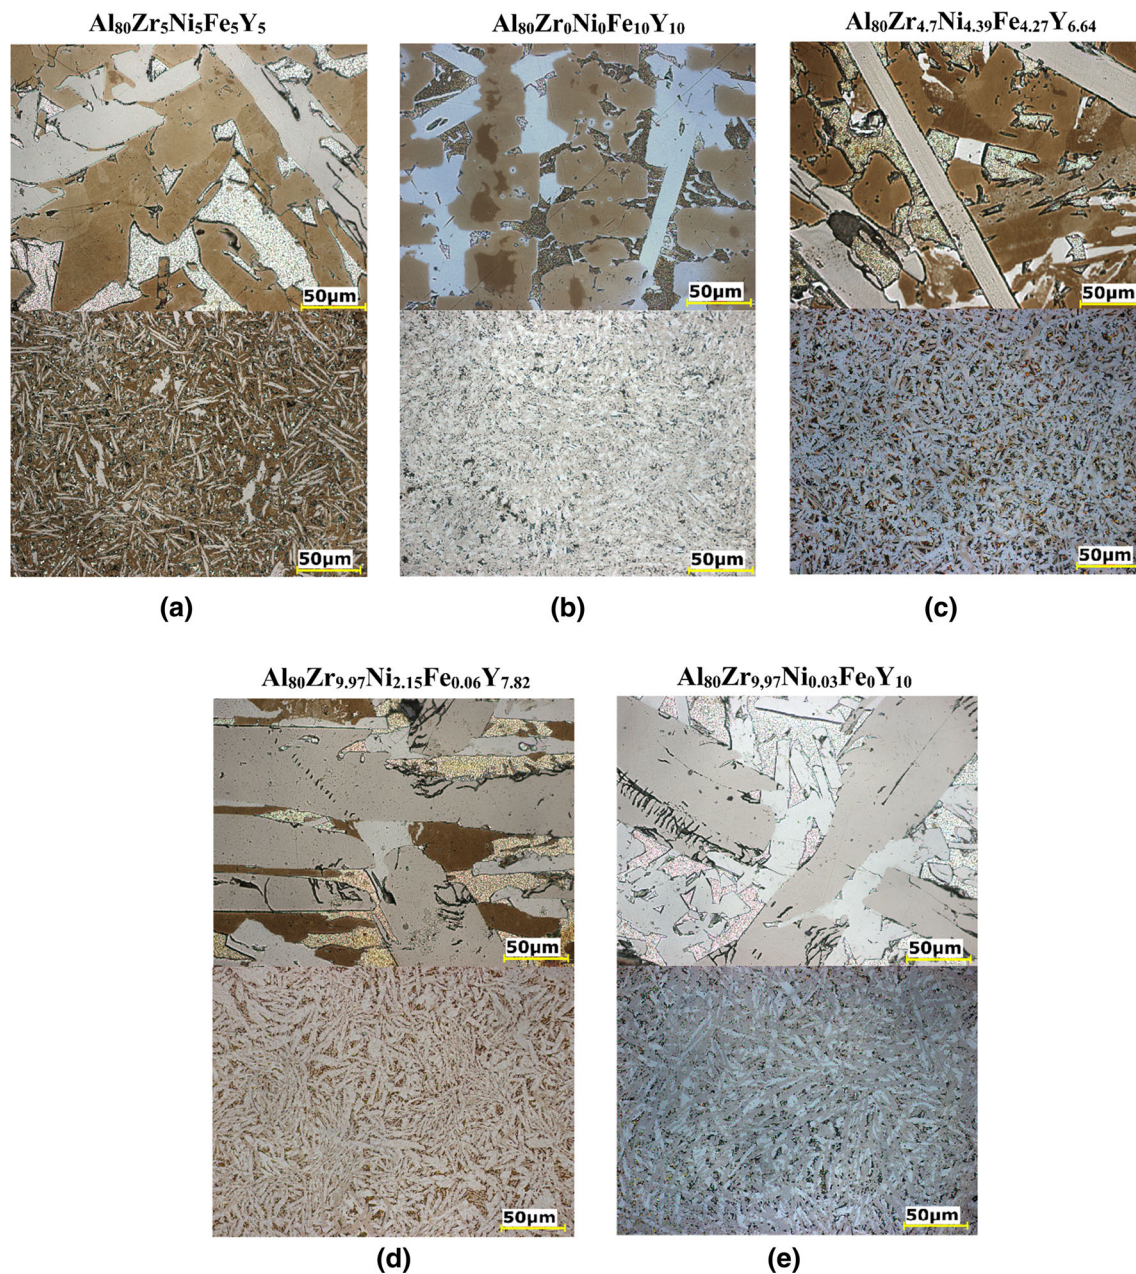 Al₈₀Zr₅Ni₅Fe₅Y₅
Al₈₀Zr₀Ni₀Fe₁₀Y₁₀
Al₈₀Zr₄.₇Ni₄.₃₉Fe₄.₂₇Y₆.₆₄
50µm
50µm
50µm
50µm
50µm
50µm
(a)
(b)
(c)
Al₈₀Zr₉.₉₇Ni₂.₁₅Fe₀.₀₆Y₇.₈₂
Al₈₀Zr₉,₉₇Ni₀.₀₃Fe₀Y₁₀
50µm
50µm
50µm
50µm
(d)
(e)